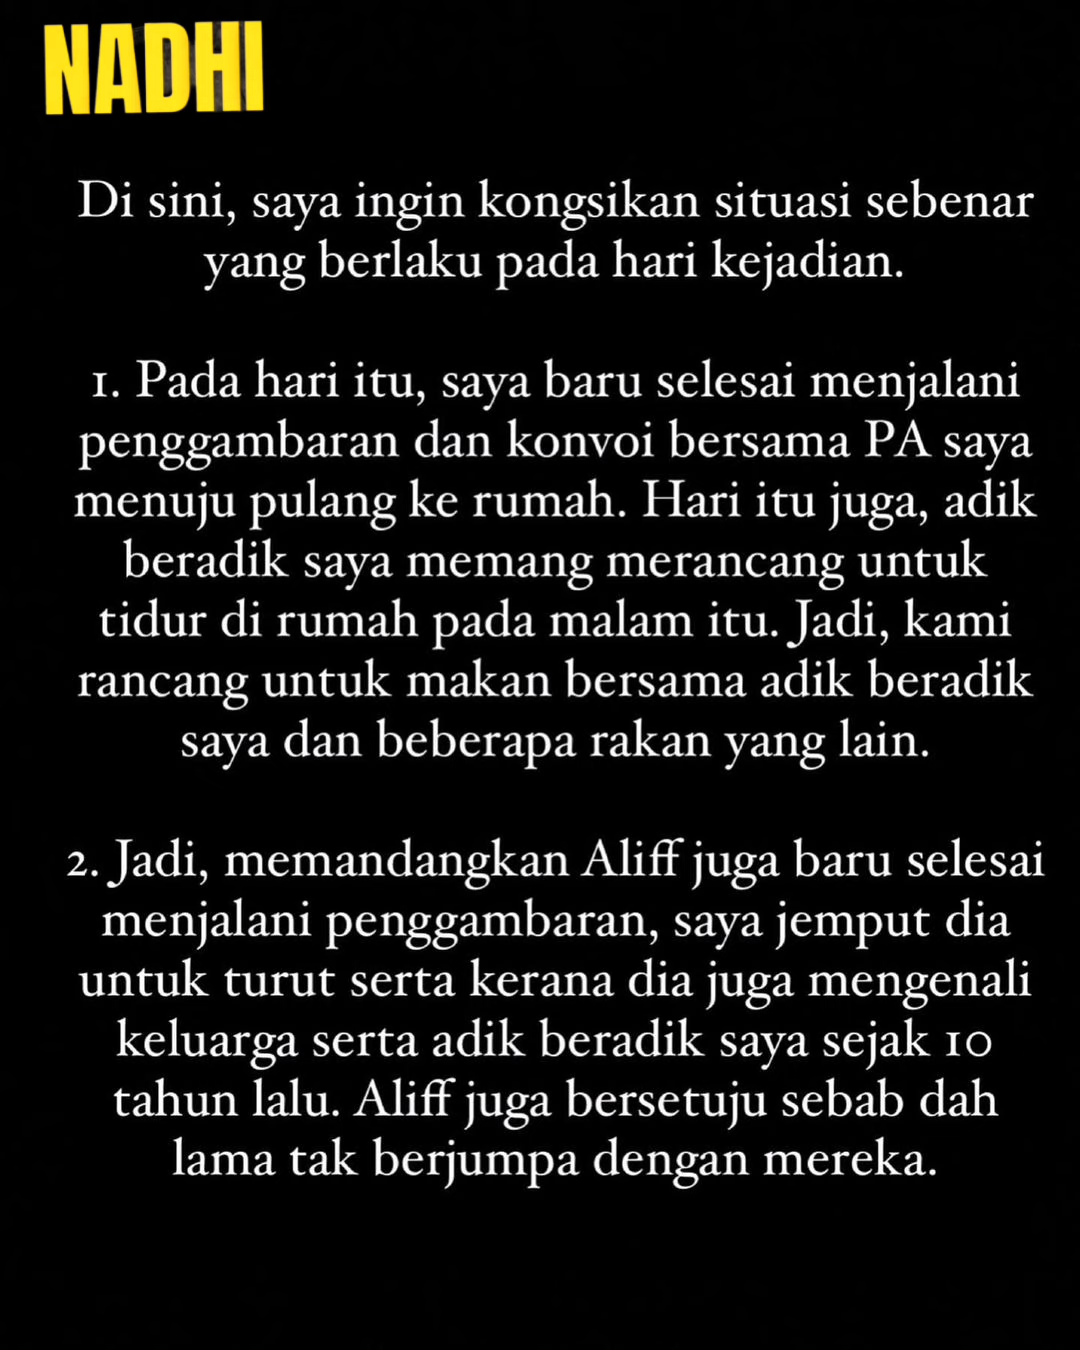 NADHI
Di sini, saya ingin kongsikan situasi sebenar
yang berlaku pada hari kejadian.
1. Pada hari itu, saya baru selesai menjalani
penggambaran dan konvoi bersama PA saya
menuju pulang ke rumah. Hari itu juga, adik
beradik saya memang merancang untuk
tidur di rumah pada malam itu. Jadi, kami
rancang untuk makan bersama adik beradik
saya dan beberapa rakan yang lain.
2. Jadi, memandangkan Aliff juga baru selesai
menjalani penggambaran, saya jemput dia
untuk turut serta kerana dia juga mengenali
keluarga serta adik beradik saya sejak 10
tahun lalu. Aliff juga bersetuju sebab dah
lama tak berjumpa dengan mereka.